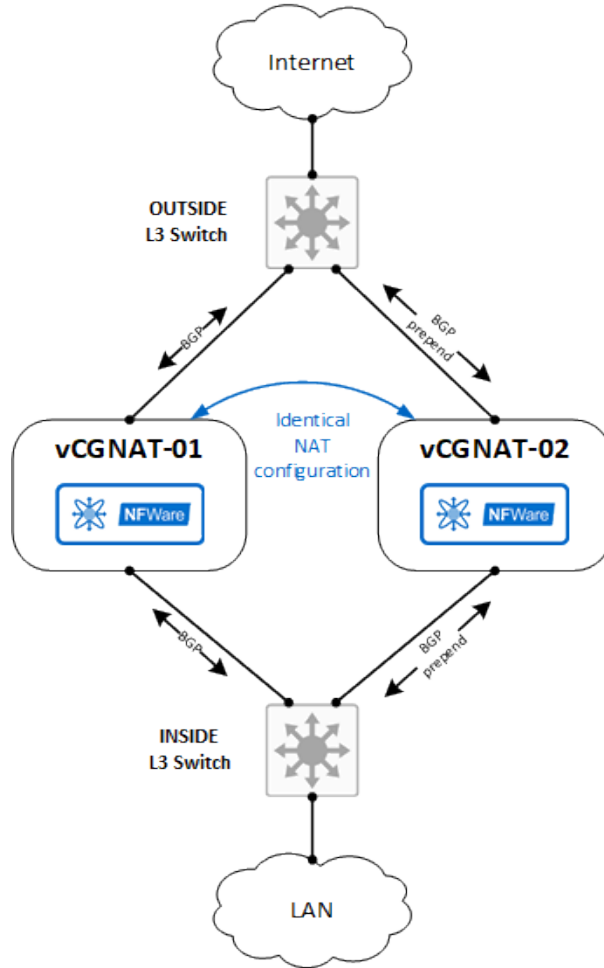 Internet
OUTSIDE
L3 Switch
BGP
BGP
prepend
Identical
NAT
configuration
vCGNAT-01
NFWare
vCGNAT-02
NFWare
BGP
BGP
prepend
INSIDE
L3 Switch
LAN